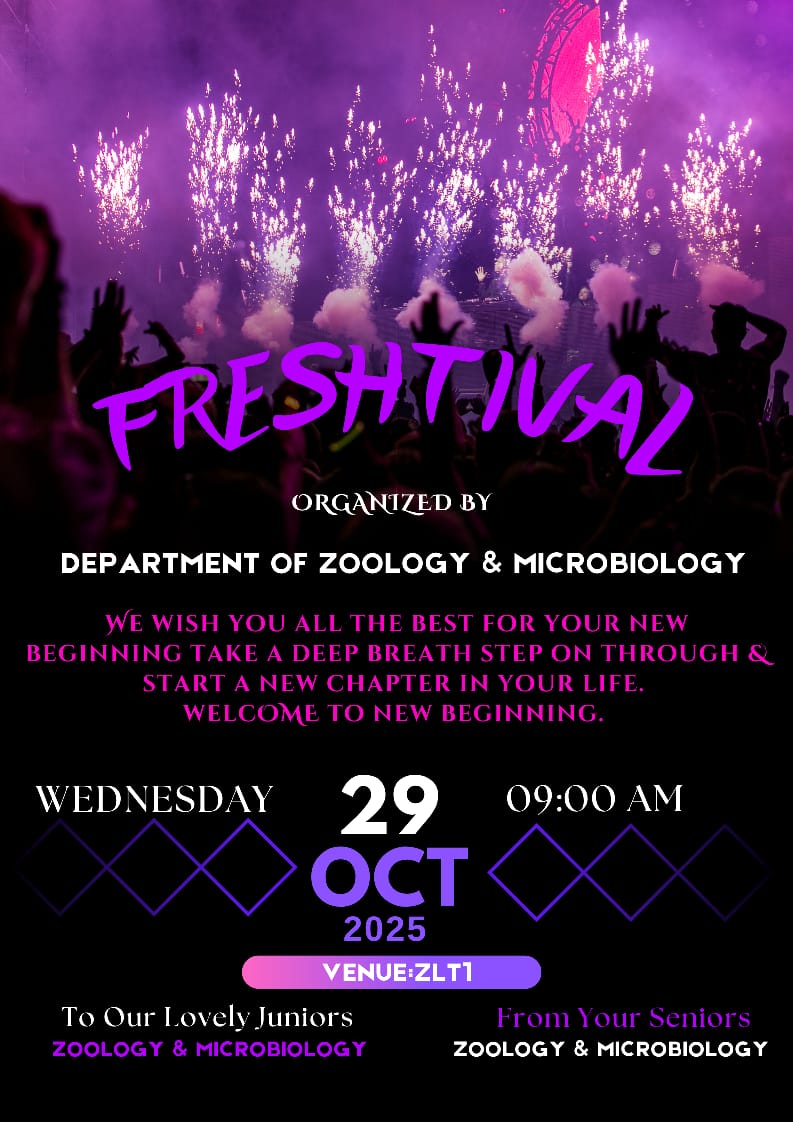 FRESHTIVAL
ORGANIZED BY
DEPARTMENT OF ZOOLOGY & MICROBIOLOGY
WE WISH YOU ALL THE BEST FOR YOUR NEW
BEGINNING TAKE A DEEP BREATH STEP ON THROUGH &
START A NEW CHAPTER IN YOUR LIFE.
WELCOME TO NEW BEGINNING.
WEDNESDAY 29 09:00 AM
OCT
2025
VENUE:ZLT1
To Our Lovely Juniors From Your Seniors
ZOOLOGY & MICROBIOLOGY ZOOLOGY & MICROBIOLOGY